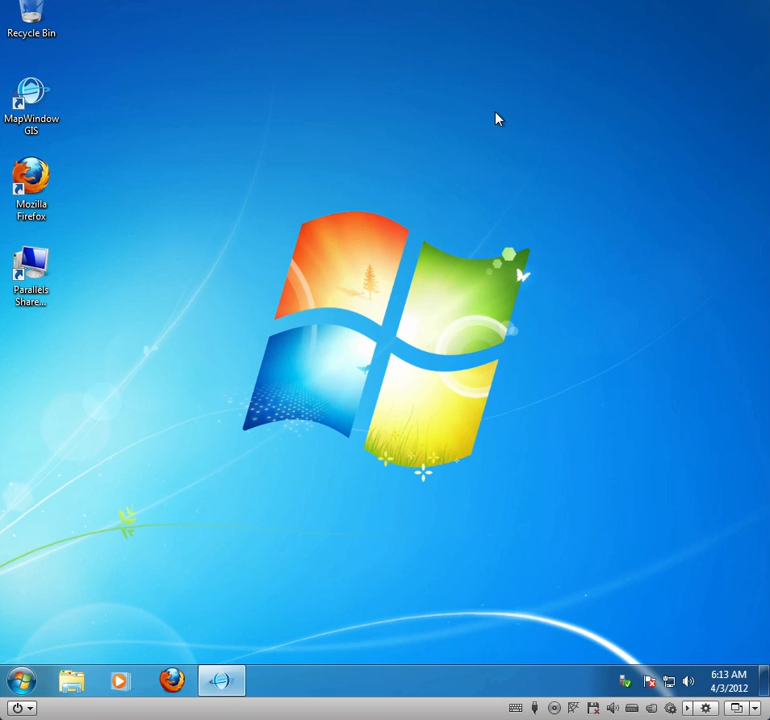 Recycle Bin
MapWindow
GIS
Mozilla
Firefox
Parallels
Share...
6:13 AM
4/3/2012